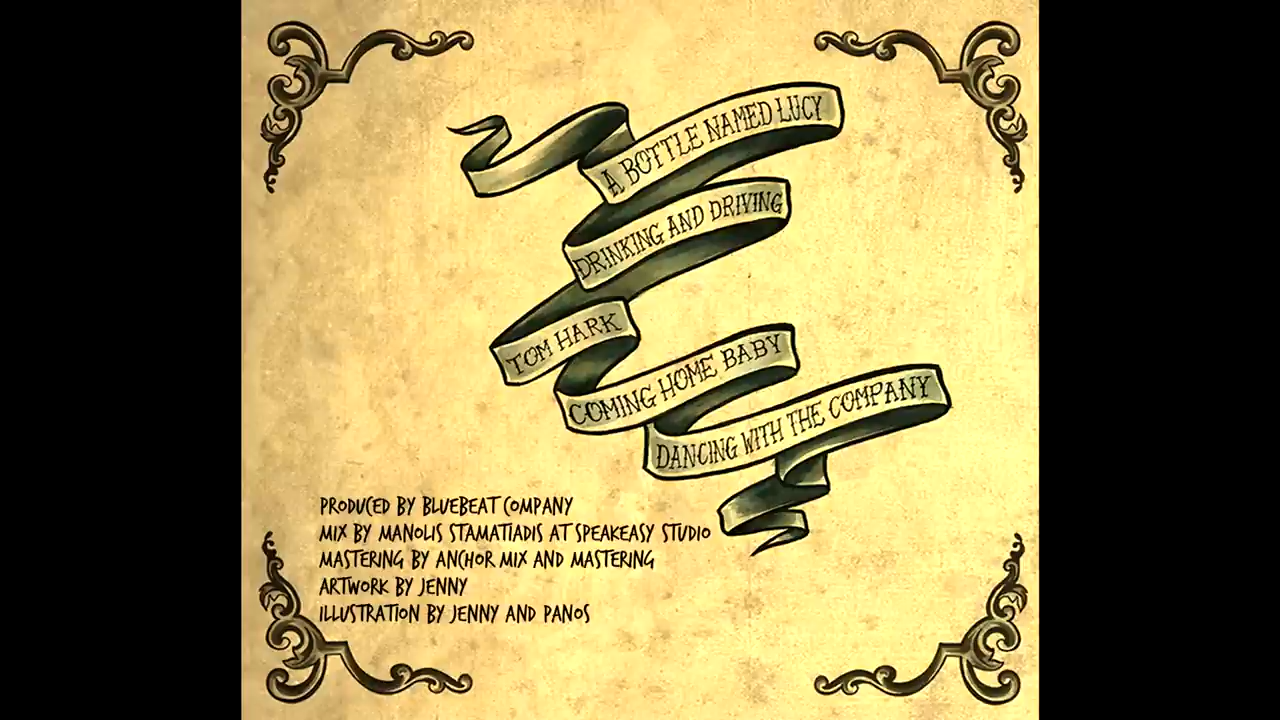 A BOTTLE NAMED LUCY
DRINKING AND DRIVING
TOM HARK
COMING HOME BABY
DANCING WITH THE COMPANY
PRODUCED BY BLUEBEAT COMPANY
MIX BY MANOLIS STAMATIADIS AT SPEAKEASY STUDIO
MASTERING BY ANCHOR MIX AND MASTERING
ARTWORK BY JENNY
ILLUSTRATION BY JENNY AND PANOS